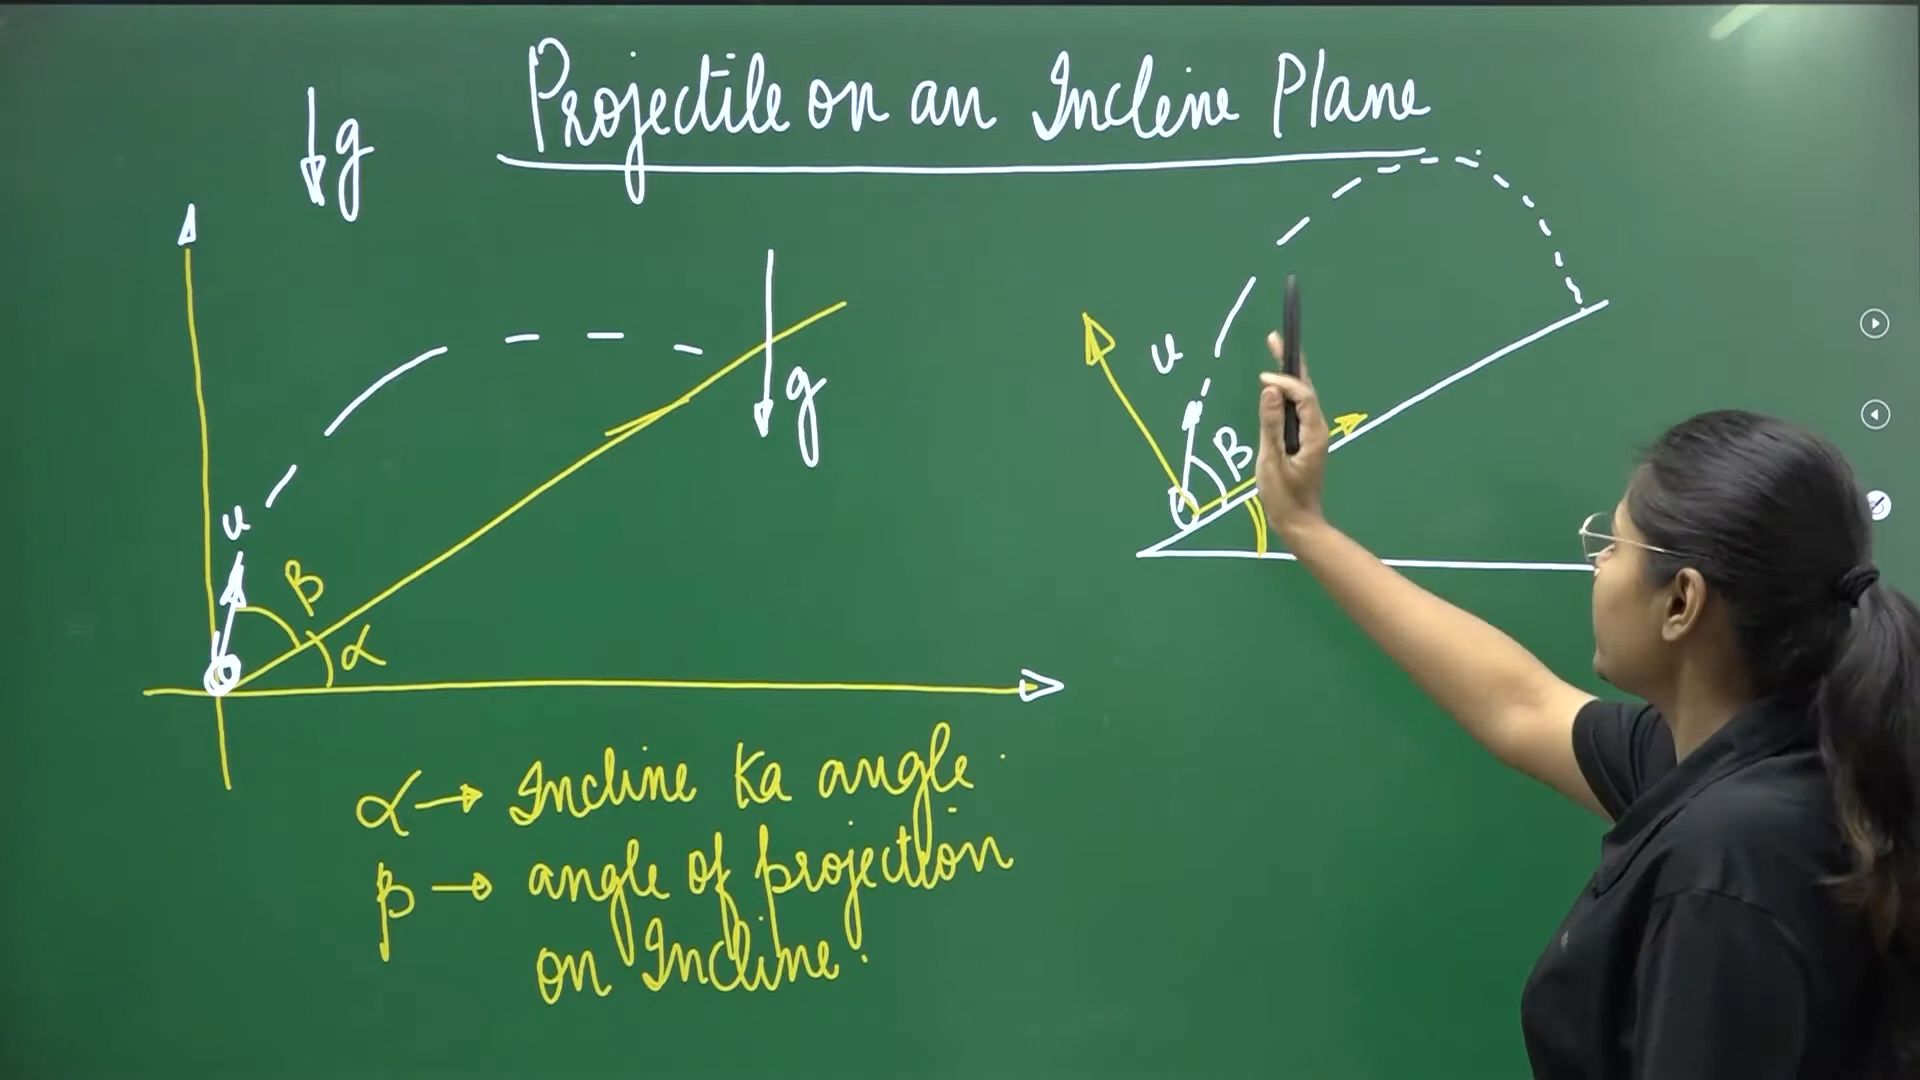 Projectile on an Incline Plane
g
g
u
β
α
u
β
α → Incline Ka angle.
β → angle of projection
on Incline.